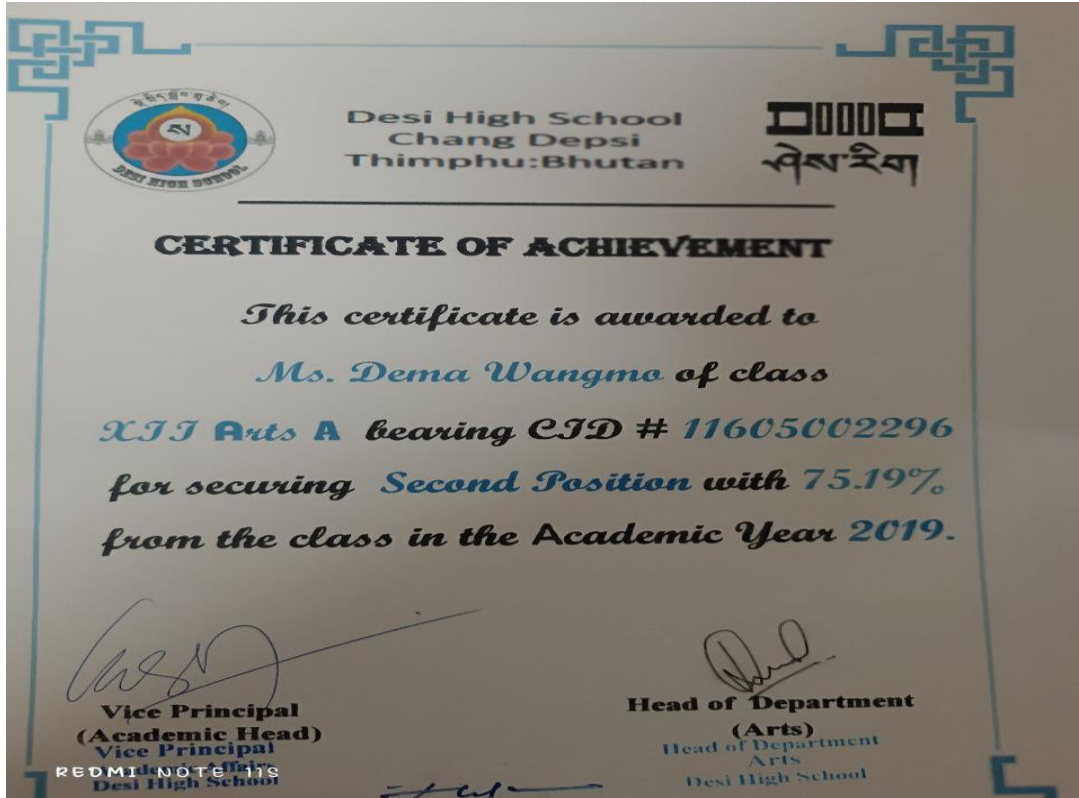 DESI HIGH SCHOOL
Desi High School
Chang Depsi
Thimphu:Bhutan
ཤེས་རིག
CERTIFICATE OF ACHIEVEMENT
This certificate is awarded to
Ms. Dema Wangmo of class
XII Arts A bearing CID # 11605002296
for securing Second Position with 75.19%
from the class in the Academic Year 2019.
Vice Principal
(Academic Head)
Vice Principal
Desi High School
Head of Department
(Arts)
Head of Department
Arts
Desi High School
REDMI NOTE 11S